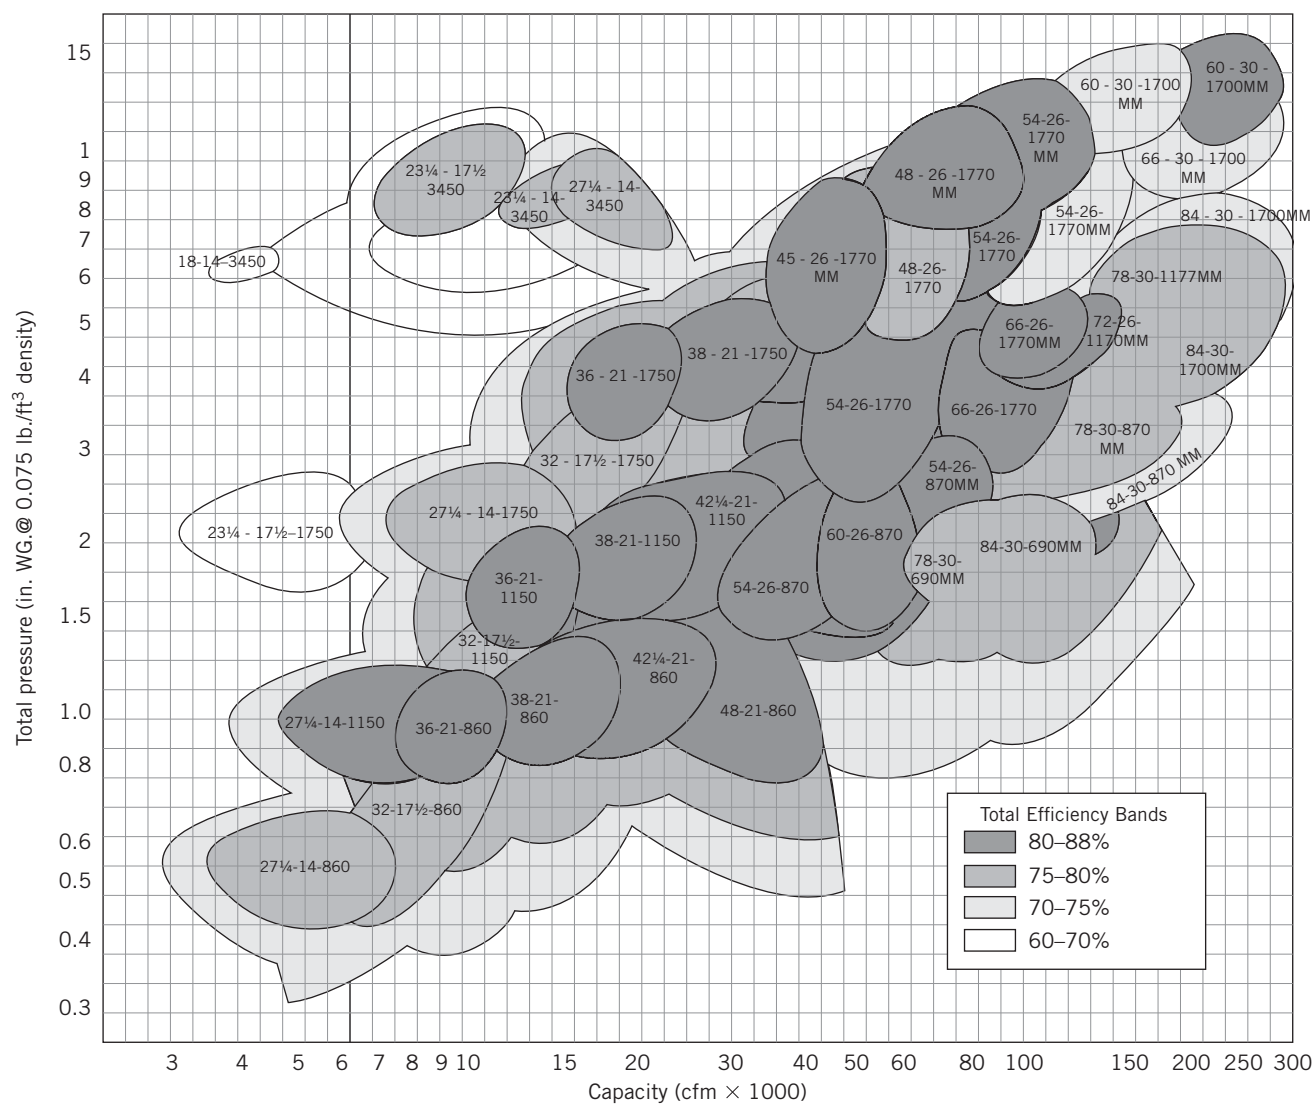 15
60 - 30 -
1700MM
60 - 30 -1700
MM
54-26-
1770
MM
1
23¼ - 17½
3450
66 - 30 - 1700
MM
9
48 - 26 -1770
MM
27¼ - 14-
3450
23¼ - 14-
3450
8
84 - 30 - 1700MM
54-26-
1770MM
7
54-26-
1770
18-14–3450
45 - 26 -1770
MM
48-26-
1770
78-30-1177MM
6
5
66-26-
1770MM
72-26-
1170MM
38 - 21 -1750
84-30-
1700MM
4
36 - 21 -1750
54-26-1770
66-26-1770
78-30-870
MM
3
32 - 17½ -1750
54-26-
870MM
84-30-870 MM
42¼-21-
1150
27¼ - 14-1750
23¼ - 17½–1750
2
38-21-1150
60-26-870
84-30-690MM
78-30-
690MM
36-21-
1150
54-26-870
1.5
32-17½-
1150
42¼-21-
860
1.0
27¼-14-1150
36-21-860
38-21-
860
48-21-860
0.8
32-17½-860
0.6
27¼-14-860
0.5
0.4
0.3
Total pressure (in. WG.@ 0.075 lb./ft³ density)
Total Efficiency Bands
80–88%
75–80%
70–75%
60–70%
3 4 5 6 7 8 9 10 15 20 30 40 50 60 80 100 150 200 250 300
Capacity (cfm × 1000)